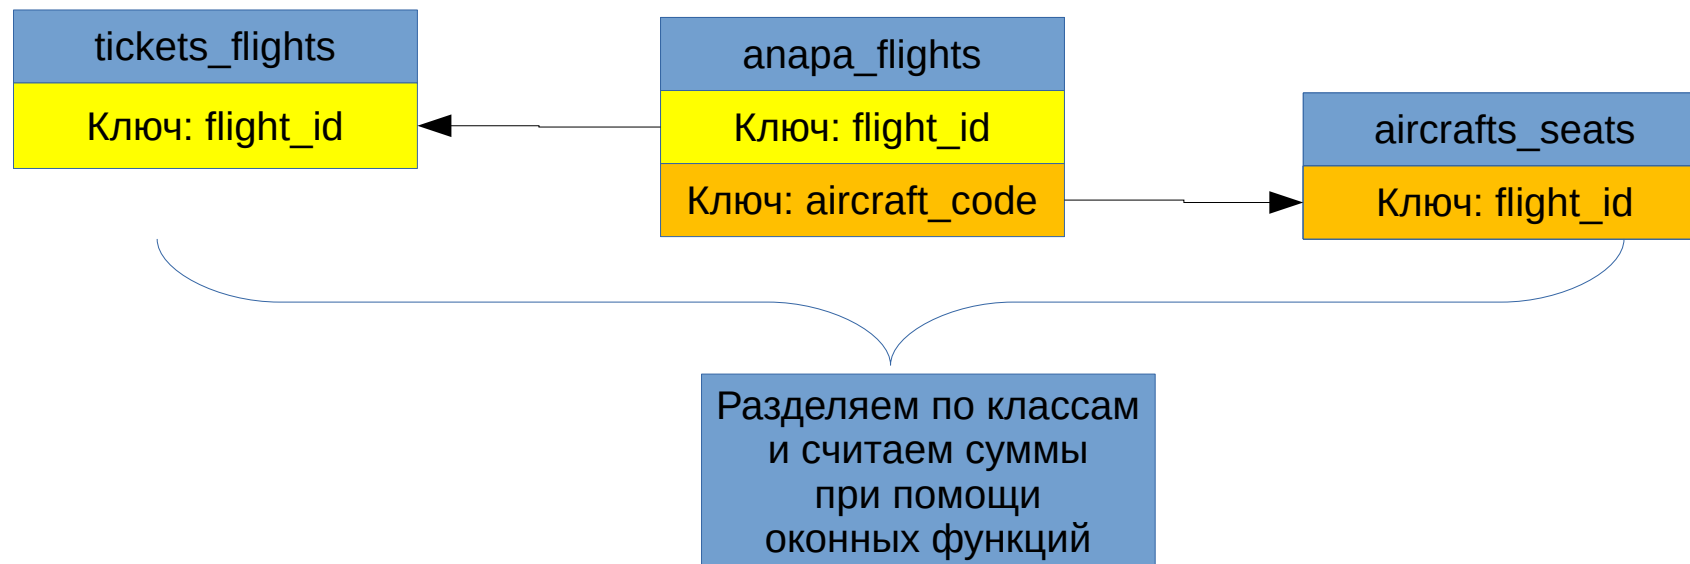 tickets_flights
Ключ: flight_id
anapa_flights
Ключ: flight_id
Ключ: aircraft_code
aircrafts_seats
Ключ: flight_id
Разделяем по классам
и считаем суммы
при помощи
оконных функций